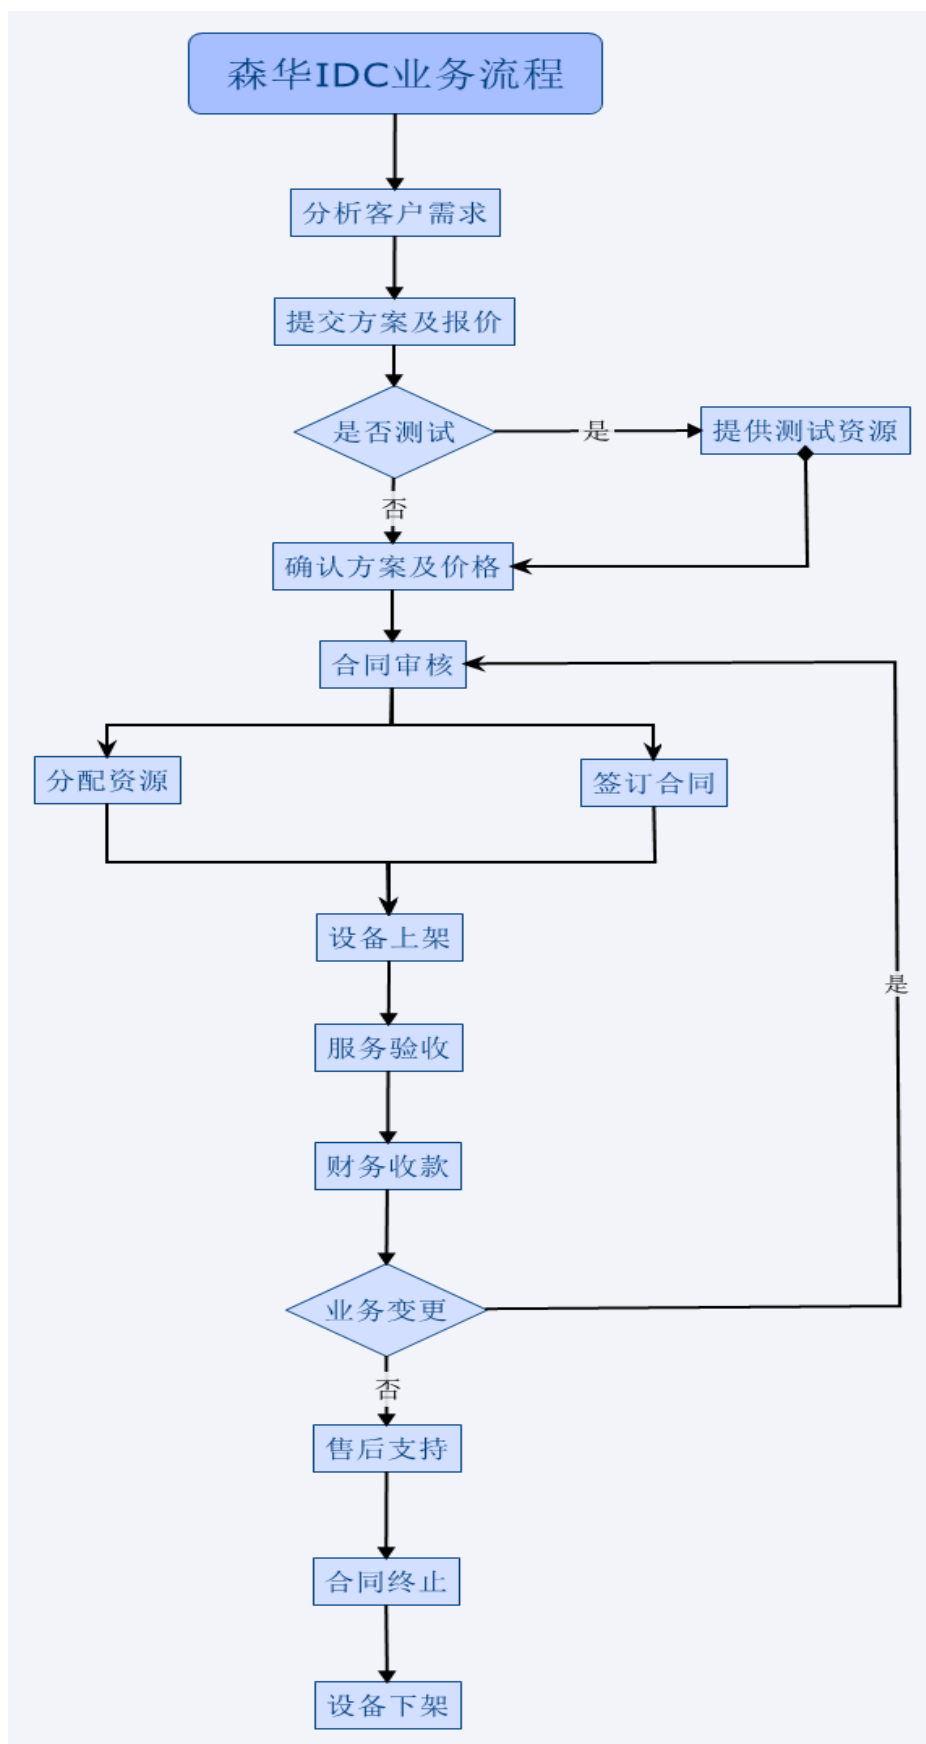 森华IDC业务流程
分析客户需求
提交方案及报价
是否测试
是
提供测试资源
否
确认方案及价格
合同审核
分配资源
签订合同
设备上架
是
服务验收
财务收款
业务变更
否
售后支持
合同终止
设备下架